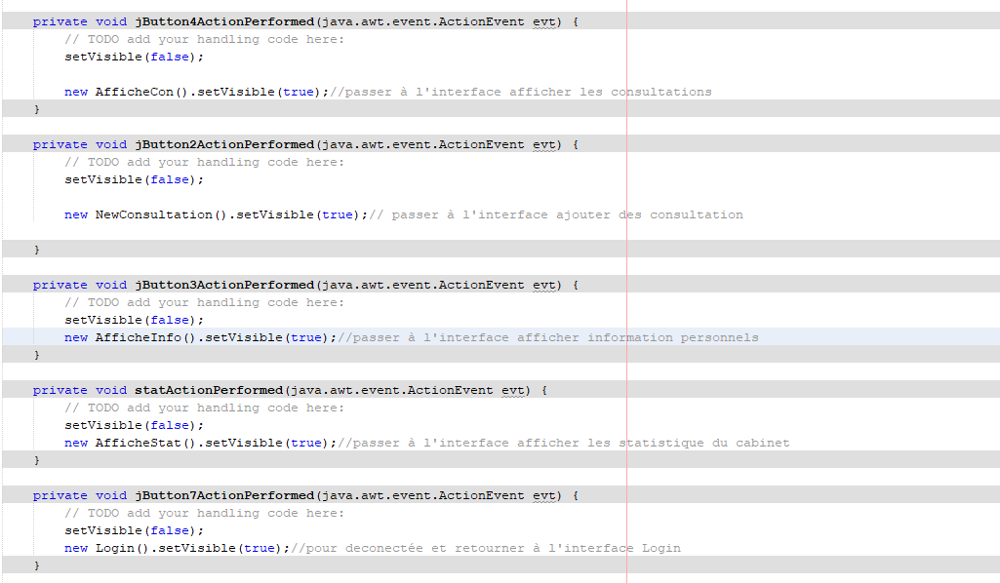 private void jButton4ActionPerformed(java.awt.event.ActionEvent evt) {
// TODO add your handling code here:
setVisible(false);
new AfficheCon().setVisible(true);//passer à l'interface afficher les consultations
}
private void jButton2ActionPerformed(java.awt.event.ActionEvent evt) {
// TODO add your handling code here:
setVisible(false);
new NewConsultation().setVisible(true);// passer à l'interface ajouter des consultation
}
private void jButton3ActionPerformed(java.awt.event.ActionEvent evt) {
// TODO add your handling code here:
setVisible(false);
new AfficheInfo().setVisible(true);//passer à l'interface afficher information personnels
}
private void statActionPerformed(java.awt.event.ActionEvent evt) {
// TODO add your handling code here:
setVisible(false);
new AfficheStat().setVisible(true);//passer à l'interface afficher les statistique du cabinet
}
private void jButton7ActionPerformed(java.awt.event.ActionEvent evt) {
// TODO add your handling code here:
setVisible(false);
new Login().setVisible(true);//pour deconectée et retourner à l'interface Login
}